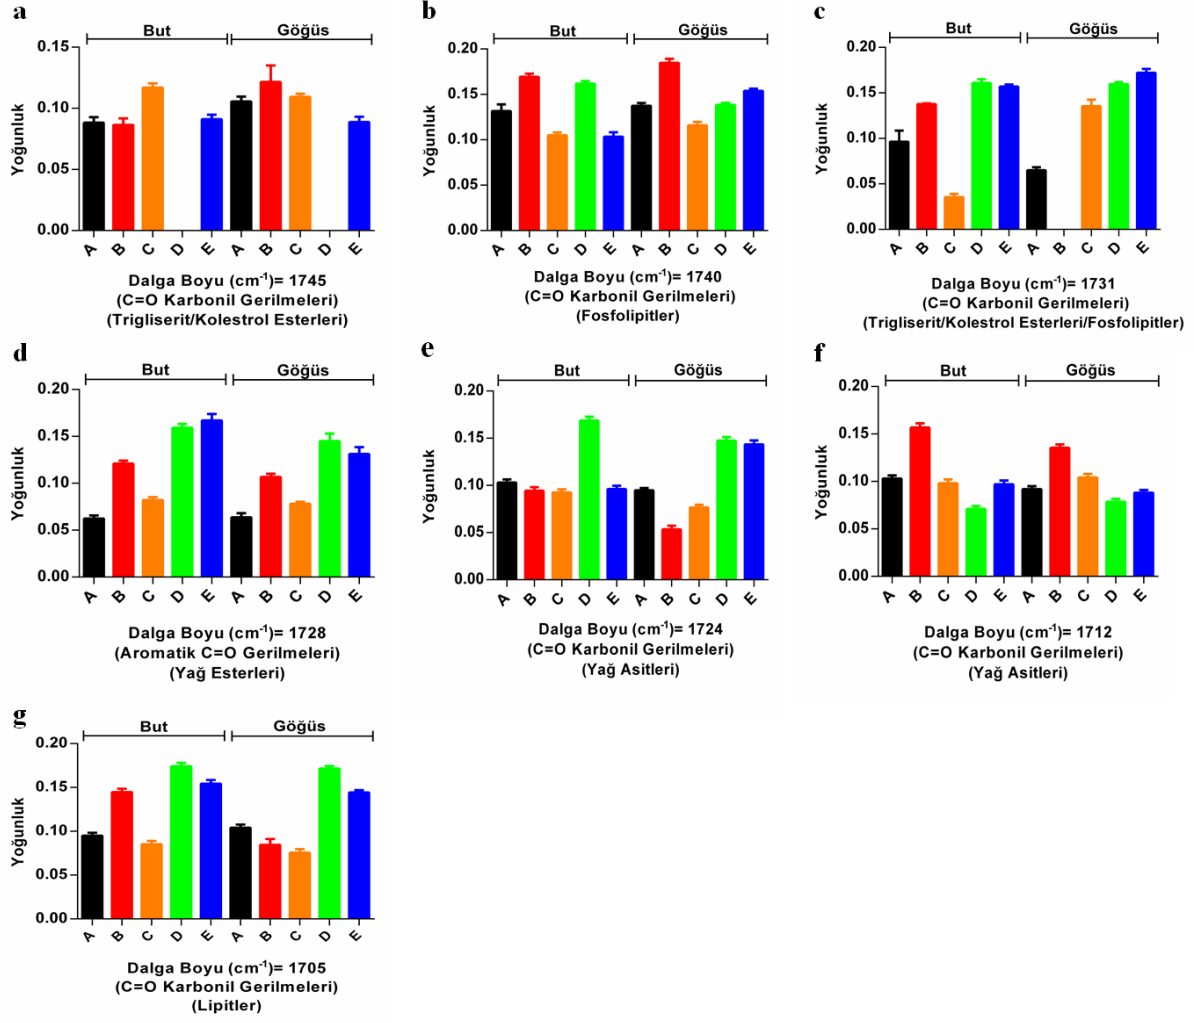 a
But Göğüs
0.15
0.10
0.05
0.00
Yoğunluk
A B C D E A B C D E
Dalga Boyu (cm-1)= 1745
(C=O Karbonil Gerilmeleri)
(Trigliserit/Kolestrol Esterleri)
b
But Göğüs
0.20
0.15
0.10
0.05
0.00
Yoğunluk
A B C D E A B C D E
Dalga Boyu (cm-1)= 1740
(C=O Karbonil Gerilmeleri)
(Fosfolipitler)
c
But Göğüs
0.20
0.15
0.10
0.05
0.00
Yoğunluk
A B C D E A B C D E
Dalga Boyu (cm-1)= 1731
(C=O Karbonil Gerilmeleri)
(Trigliserit/Kolestrol Esterleri/Fosfolipitler)
d
But Göğüs
0.20
0.15
0.10
0.05
0.00
Yoğunluk
A B C D E A B C D E
Dalga Boyu (cm-1)= 1728
(Aromatik C=O Gerilmeleri)
(Yağ Esterleri)
e
But Göğüs
0.20
0.15
0.10
0.05
0.00
Yoğunluk
A B C D E A B C D E
Dalga Boyu (cm-1)= 1724
(C=O Karbonil Gerilmeleri)
(Yağ Asitleri)
f
But Göğüs
0.20
0.15
0.10
0.05
0.00
Yoğunluk
A B C D E A B C D E
Dalga Boyu (cm-1)= 1712
(C=O Karbonil Gerilmeleri)
(Yağ Asitleri)
g
But Göğüs
0.20
0.15
0.10
0.05
0.00
Yoğunluk
A B C D E A B C D E
Dalga Boyu (cm-1)= 1705
(C=O Karbonil Gerilmeleri)
(Lipitler)